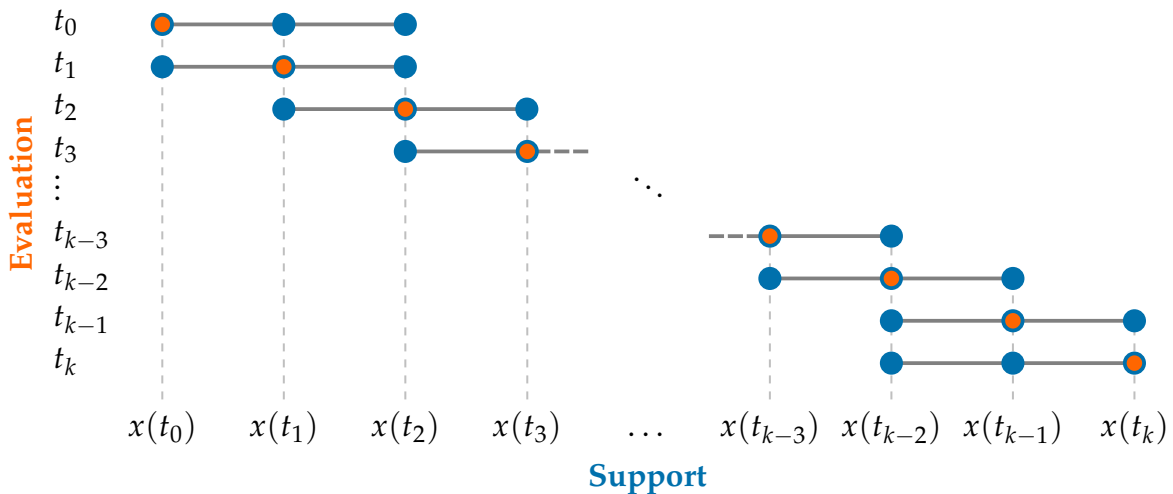 Evaluation
t₀
t₁
t₂
t₃
⋮
⋱
tₖ₋₃
tₖ₋₂
tₖ₋₁
tₖ
x(t₀) x(t₁) x(t₂) x(t₃) … x(tₖ₋₃) x(tₖ₋₂) x(tₖ₋₁) x(tₖ)
Support